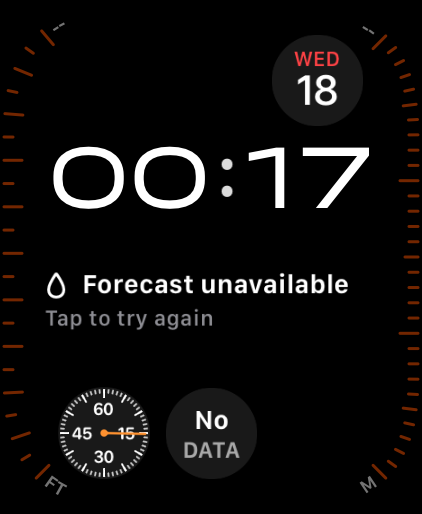 --
--
WED
18
00:17
Forecast unavailable
Tap to try again
60
45
15
30
No
DATA
FT
M